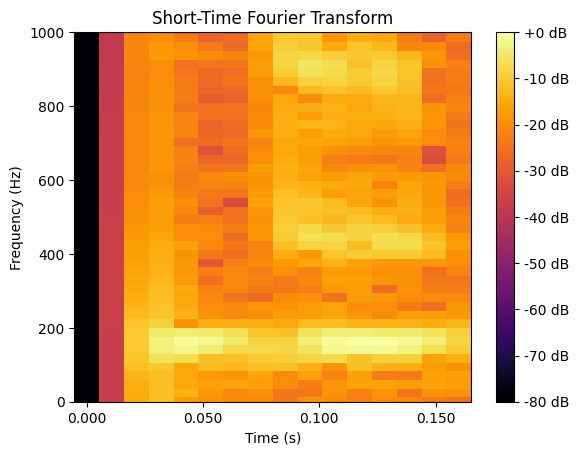 Short-Time Fourier Transform
1000
800
600
400
200
0
Frequency (Hz)
0.000
0.050
0.100
0.150
Time (s)
+0 dB
-10 dB
-20 dB
-30 dB
-40 dB
-50 dB
-60 dB
-70 dB
-80 dB